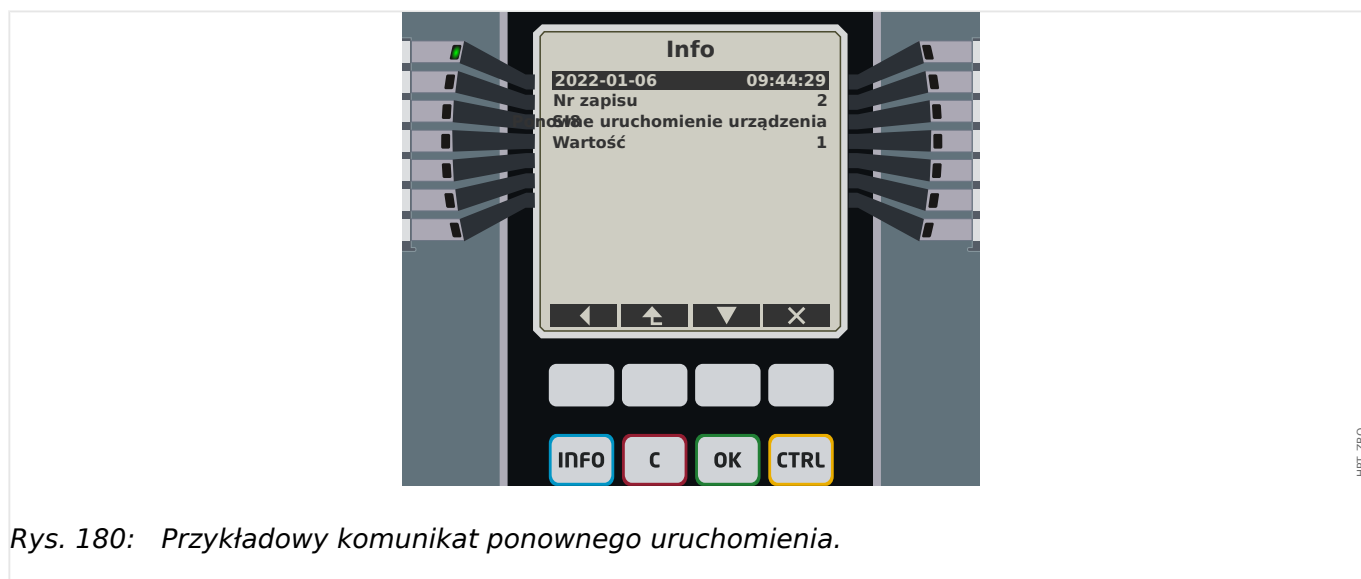 Info
2022-01-06 09:44:29
Nr zapisu 2
uruchomienie urządzenia
Wartość 1
INFO C OK CTRL
Rys. 180: Przykładowy komunikat ponownego uruchomienia.